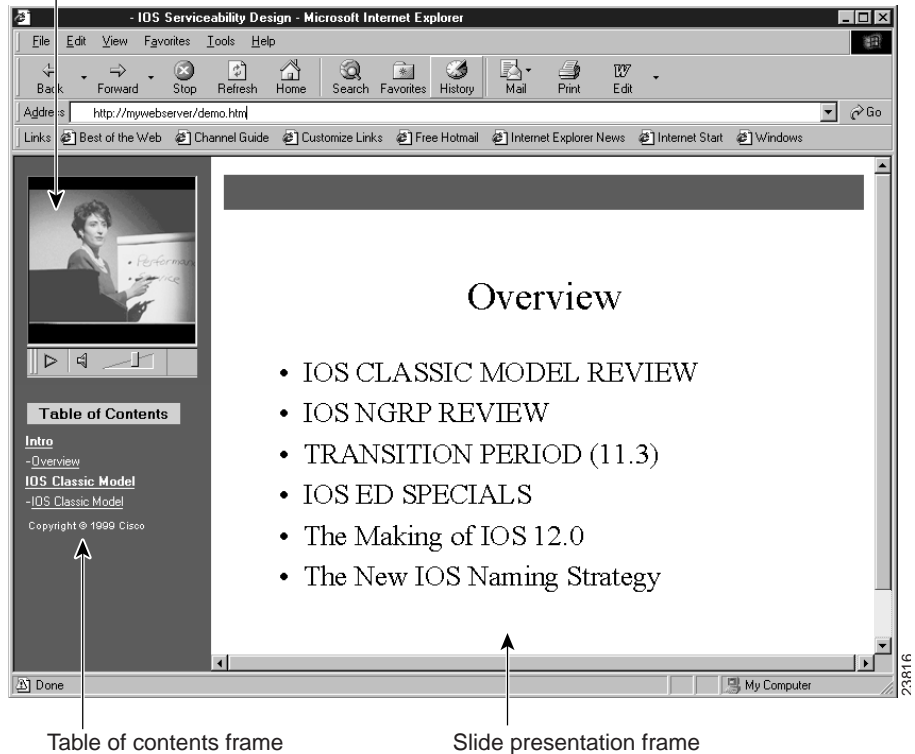 - IOS Serviceability Design - Microsoft Internet Explorer
File Edit View Favorites Tools Help
Back Forward Stop Refresh Home Search Favorites History Mail Print Edit
Address http://mywebserver/demo.htm Go
Links Best of the Web Channel Guide Customize Links Free Hotmail Internet Explorer News Internet Start Windows
• Performan
Service
Table of Contents
Intro
-Overview
IOS Classic Model
-IOS Classic Model
Copyright © 1999 Cisco
Overview
• IOS CLASSIC MODEL REVIEW
• IOS NGRP REVIEW
• TRANSITION PERIOD (11.3)
• IOS ED SPECIALS
• The Making of IOS 12.0
• The New IOS Naming Strategy
Done My Computer
23816
Table of contents frame
Slide presentation frame